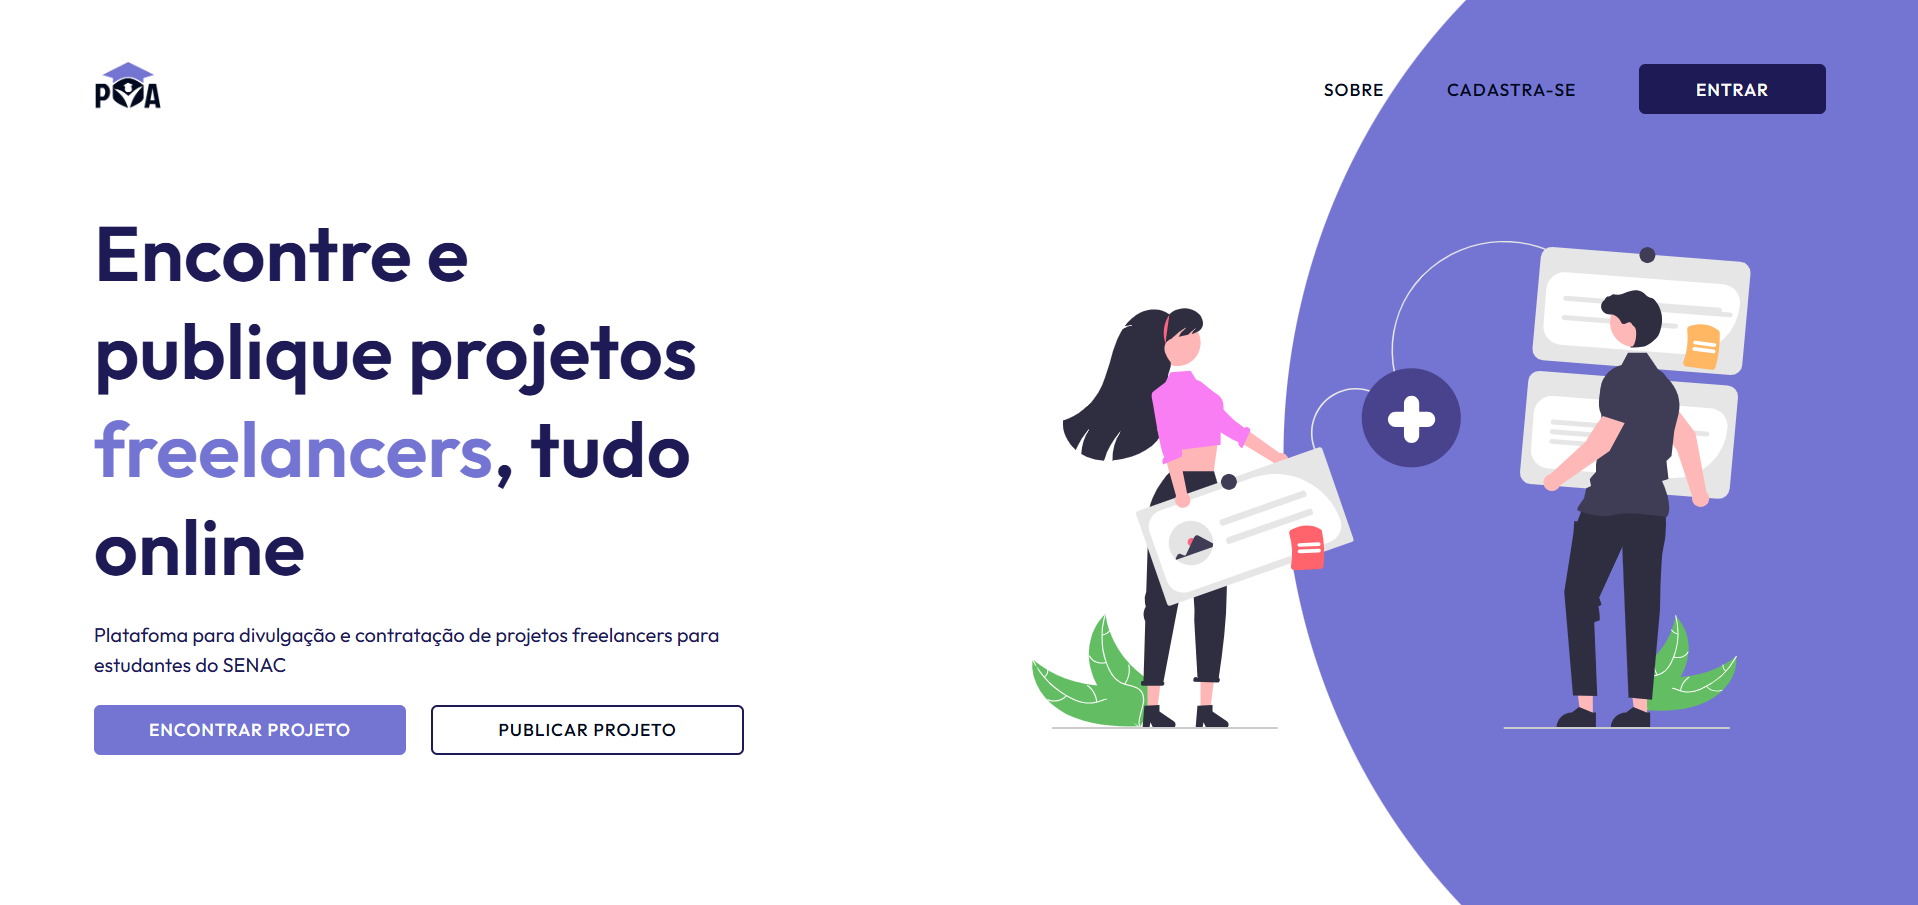 POA
SOBRE CADASTRA-SE ENTRAR
Encontre e
publique projetos
freelancers, tudo
online
Platafoma para divulgação e contratação de projetos freelancers para
estudantes do SENAC
ENCONTRAR PROJETO PUBLICAR PROJETO